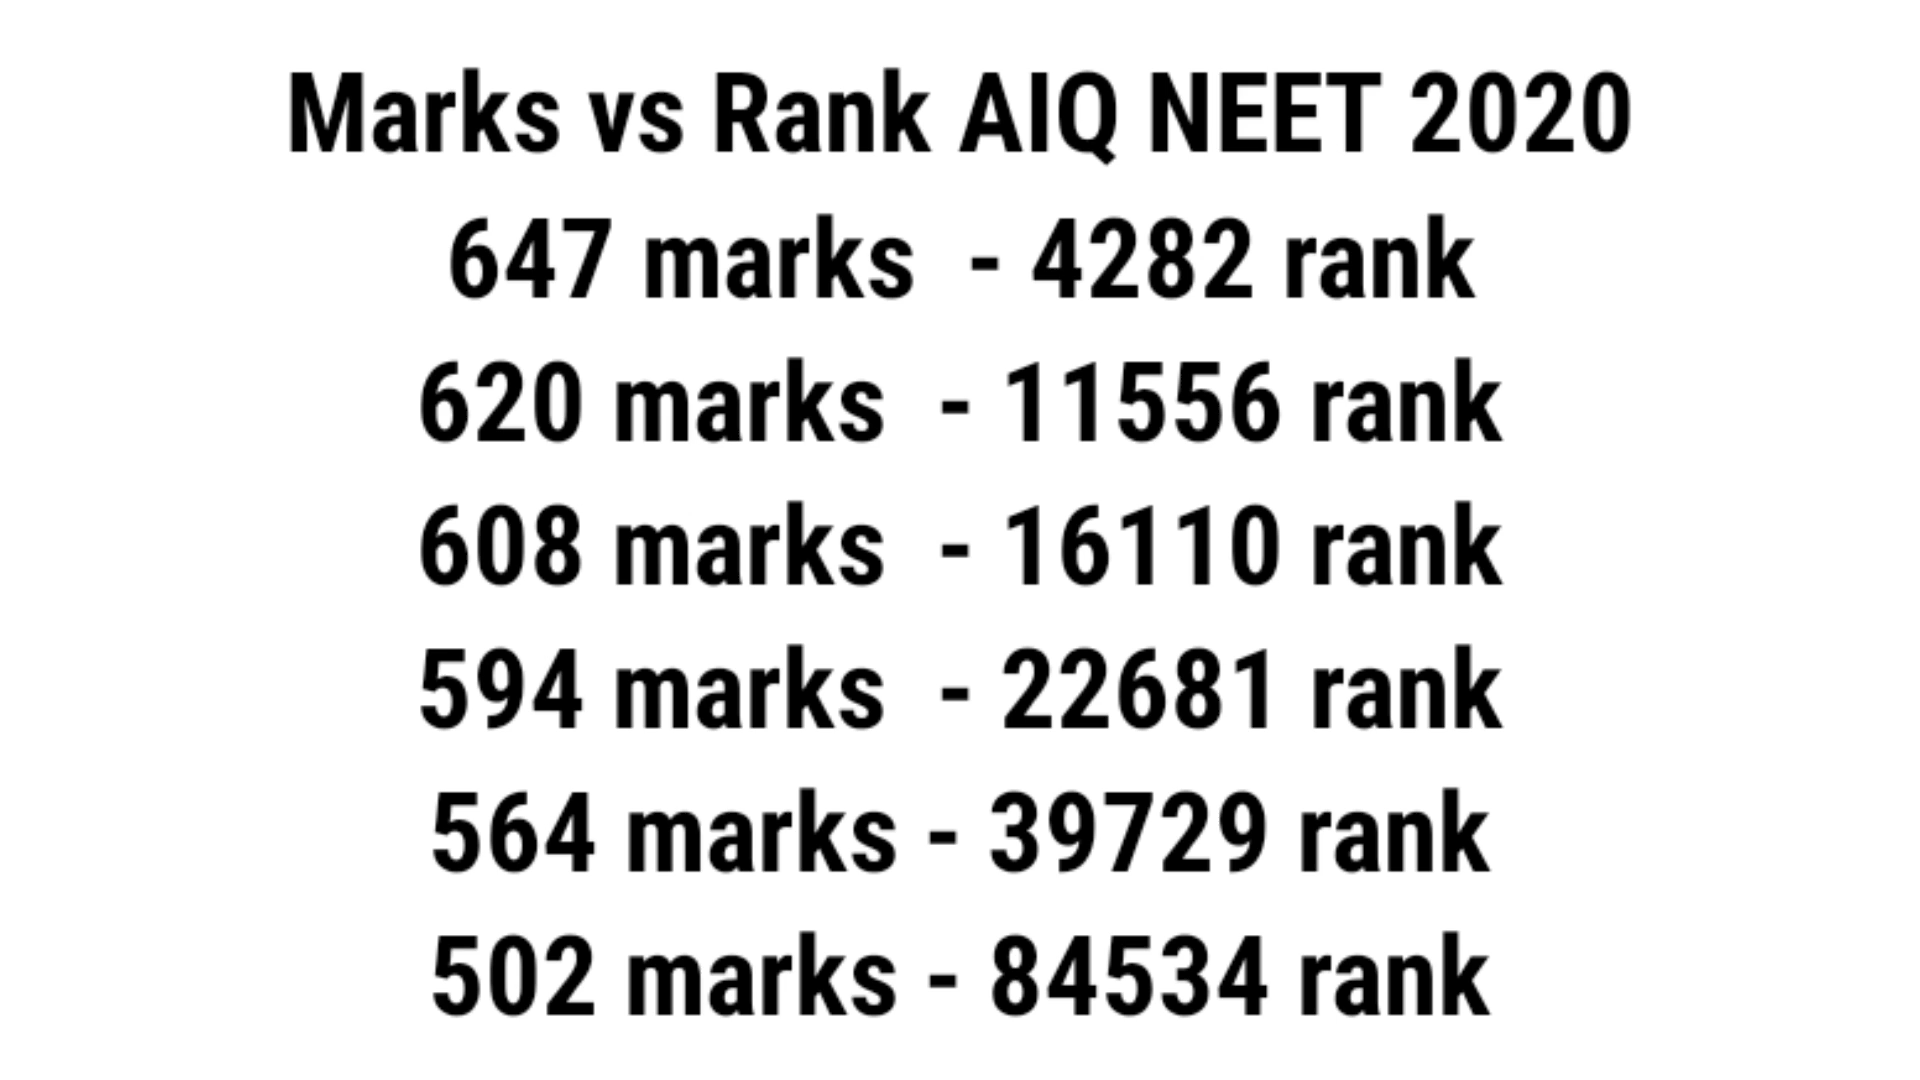 Marks vs Rank AIQ NEET 2020
647 marks - 4282 rank
620 marks - 11556 rank
608 marks - 16110 rank
594 marks - 22681 rank
564 marks - 39729 rank
502 marks - 84534 rank